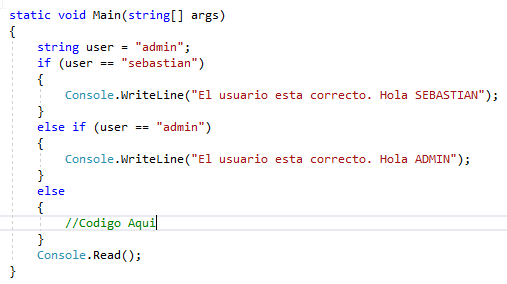 static void Main(string[] args)
{
string user = "admin";
if (user == "sebastian")
{
Console.WriteLine("El usuario esta correcto. Hola SEBASTIAN");
}
else if (user == "admin")
{
Console.WriteLine("El usuario esta correcto. Hola ADMIN");
}
else
{
//Codigo Aqui
}
Console.Read();
}